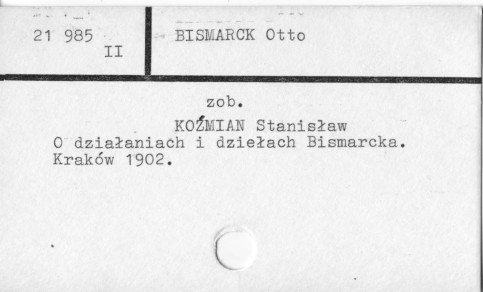 21 985
II
BISMARCK Otto
zob.
KOŹMIAN Stanisław
O działaniach i dziełach Bismarcka.
Kraków 1902.